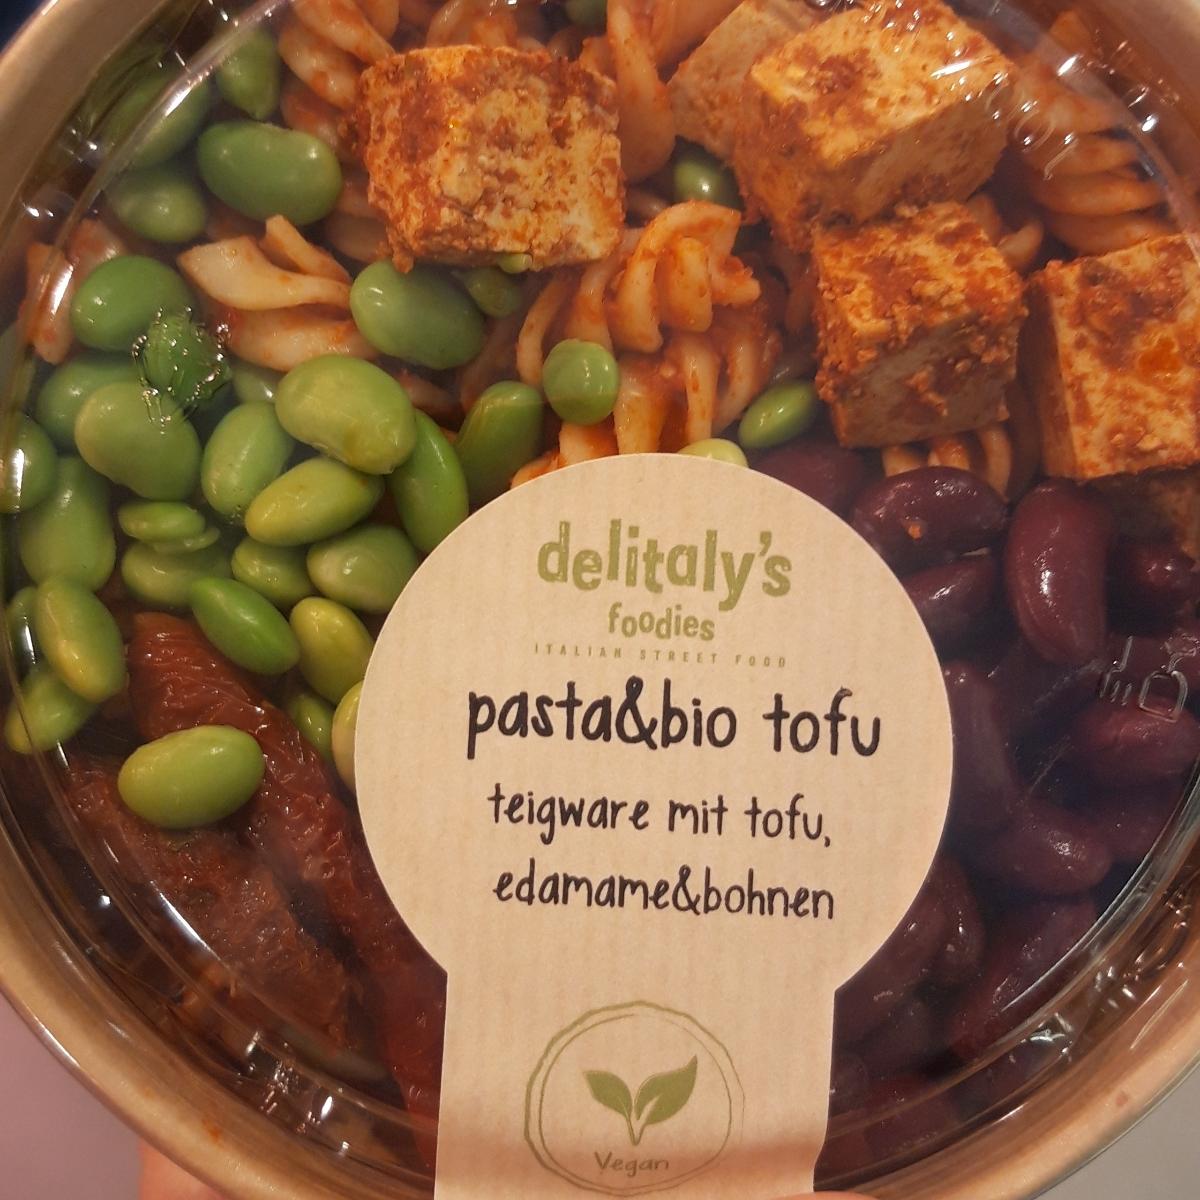 delitaly's
foodies
ITALIAN STREET FOOD
pasta&bio tofu
teigware mit tofu,
edamame&bohnen
Vegan